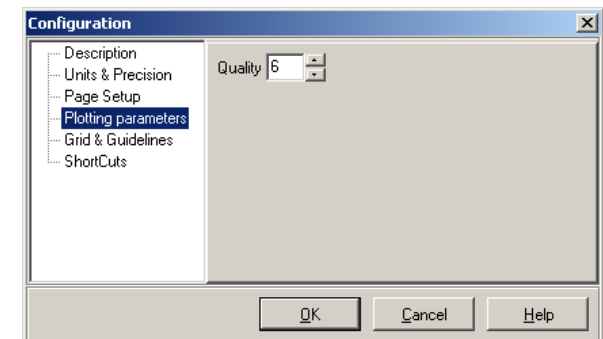 Configuration
Description
Units & Precision
Page Setup
Plotting parameters
Grid & Guidelines
ShortCuts
Quality 6
OK
Cancel
Help